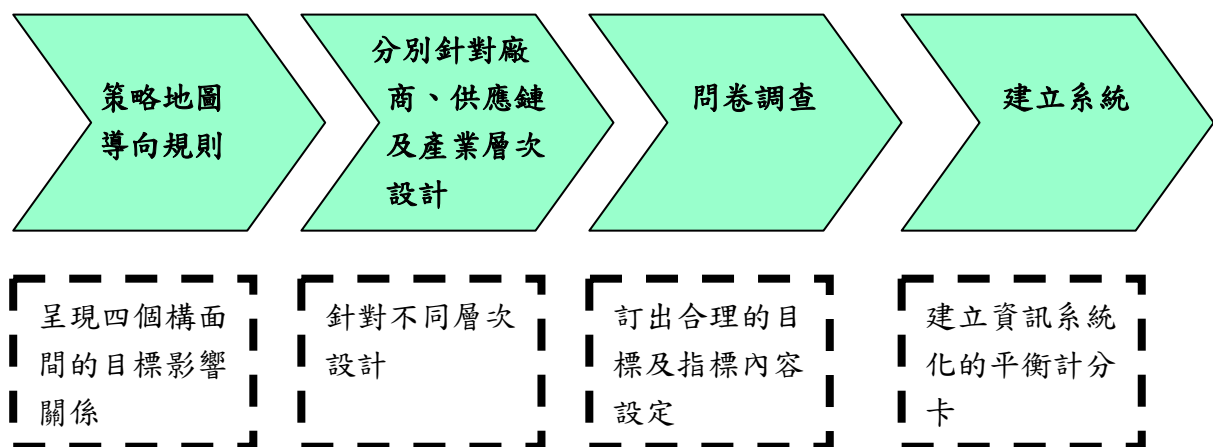 策略地圖
導向規則
分別針對廠
商、供應鏈
及產業層次
設計
問卷調查
建立系統
呈現四個構面
間的目標影響
關係
針對不同層次
設計
訂出合理的目
標及指標內容
設定
建立資訊系統
化的平衡計分
卡